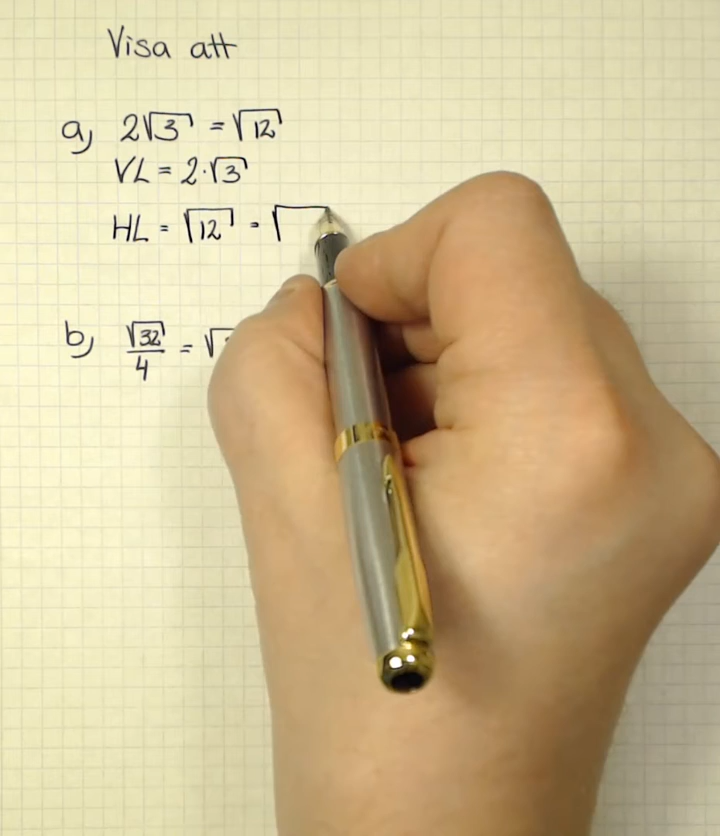 Visa att
a) 2√3 = √12
VL = 2·√3
HL = √12 = √
b) √32/4 = √